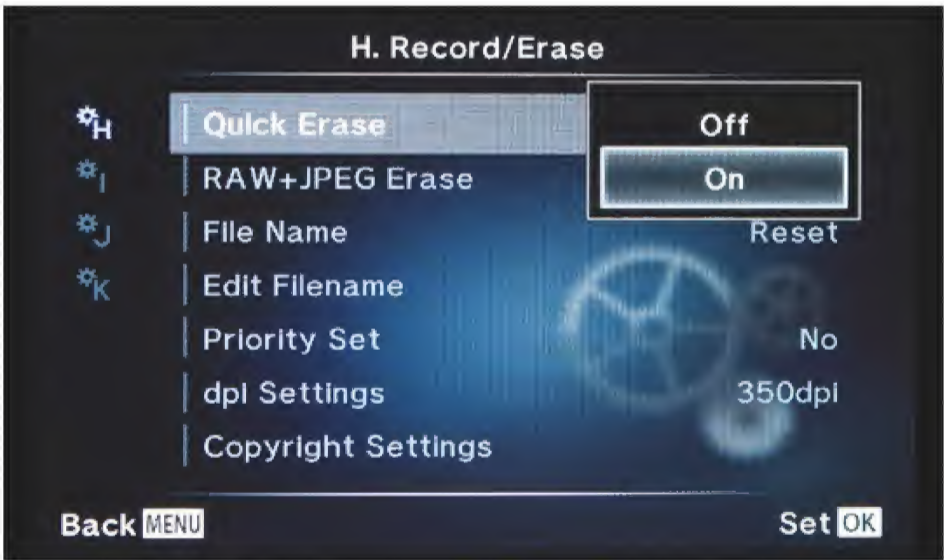 H. Record/Erase
H
Quick Erase
Off
On
I
RAW+JPEG Erase
J
File Name
Reset
K
Edit Filename
Priority Set
No
dpi Settings
350dpi
Copyright Settings
Back MENU
Set OK